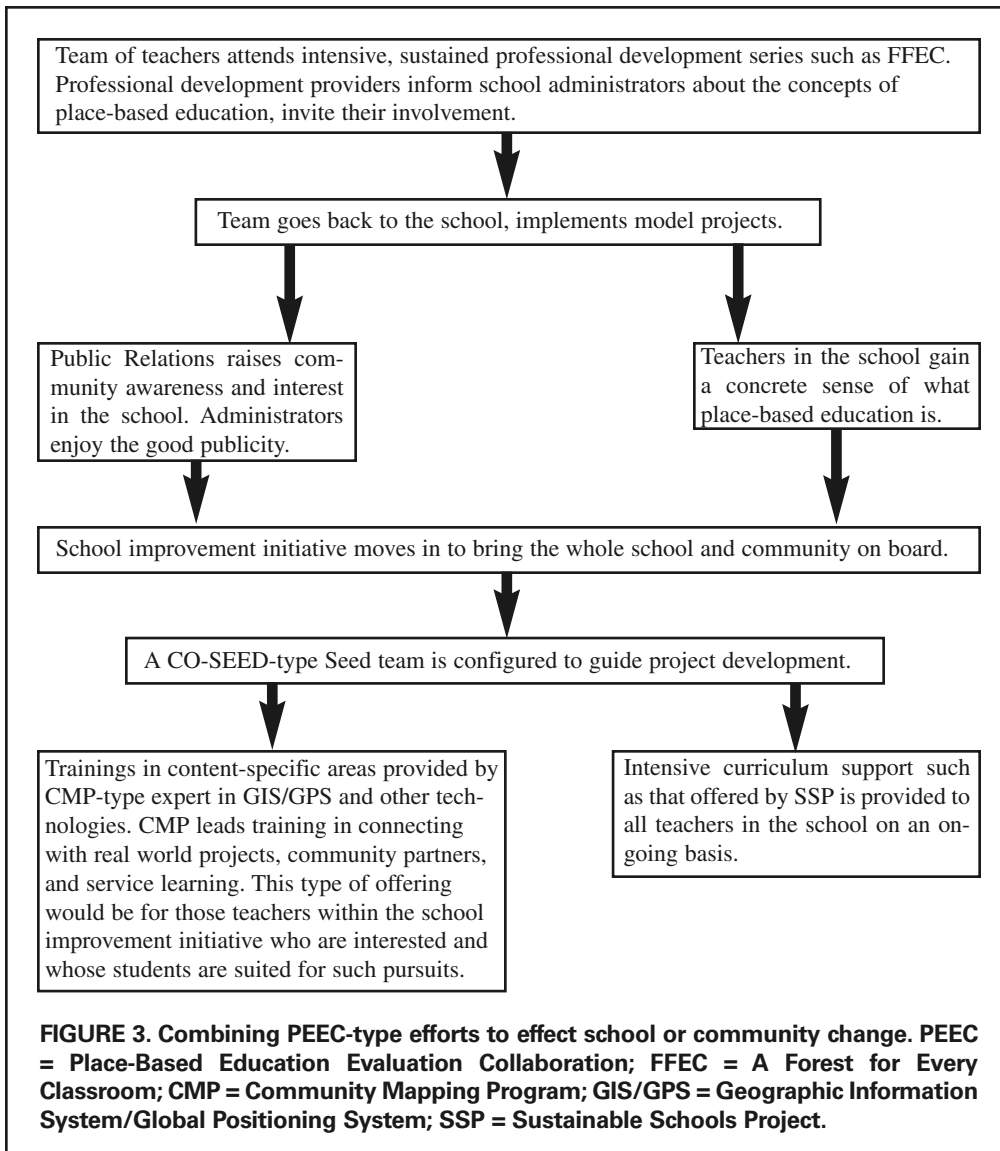 Team of teachers attends intensive, sustained professional development series such as FFEC.
Professional development providers inform school administrators about the concepts of
place-based education, invite their involvement.
Team goes back to the school, implements model projects.
Public Relations raises com-
munity awareness and interest
in the school. Administrators
enjoy the good publicity.
Teachers in the school gain
a concrete sense of what
place-based education is.
School improvement initiative moves in to bring the whole school and community on board.
A CO-SEED-type Seed team is configured to guide project development.
Trainings in content-specific areas provided by
CMP-type expert in GIS/GPS and other tech-
nologies. CMP leads training in connecting
with real world projects, community partners,
and service learning. This type of offering
would be for those teachers within the school
improvement initiative who are interested and
whose students are suited for such pursuits.
Intensive curriculum support such
as that offered by SSP is provided to
all teachers in the school on an on-
going basis.
FIGURE 3. Combining PEEC-type efforts to effect school or community change. PEEC
= Place-Based Education Evaluation Collaboration; FFEC = A Forest for Every
Classroom; CMP = Community Mapping Program; GIS/GPS = Geographic Information
System/Global Positioning System; SSP = Sustainable Schools Project.